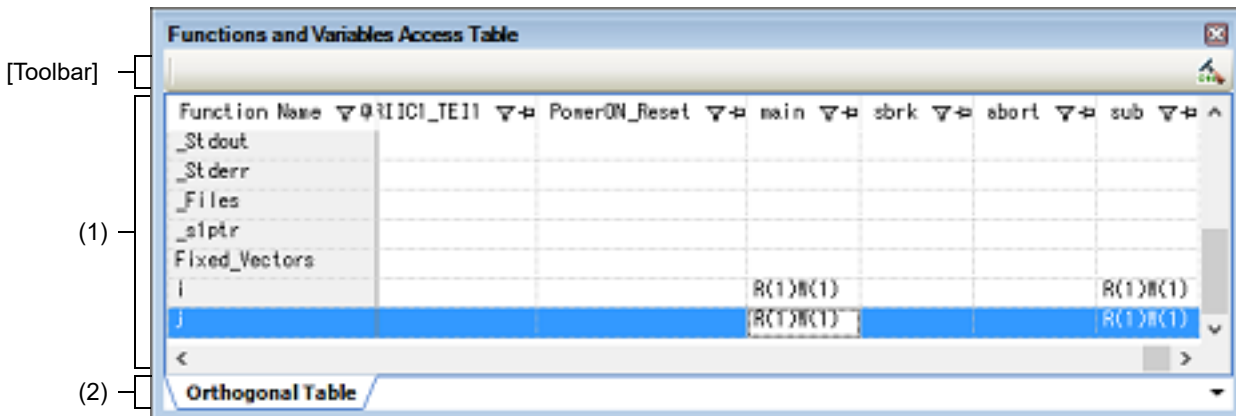 Functions and Variables Access Table
[Toolbar]
Function Name RIIC1_TEI1 PowerON_Reset main sbrk abort sub
_Stdout
_Stderr
_Files
(1) _s1ptr
Fixed_Vectors
i R(1)W(1) R(1)W(1)
j R(1)W(1) R(1)W(1)
(2) Orthogonal Table